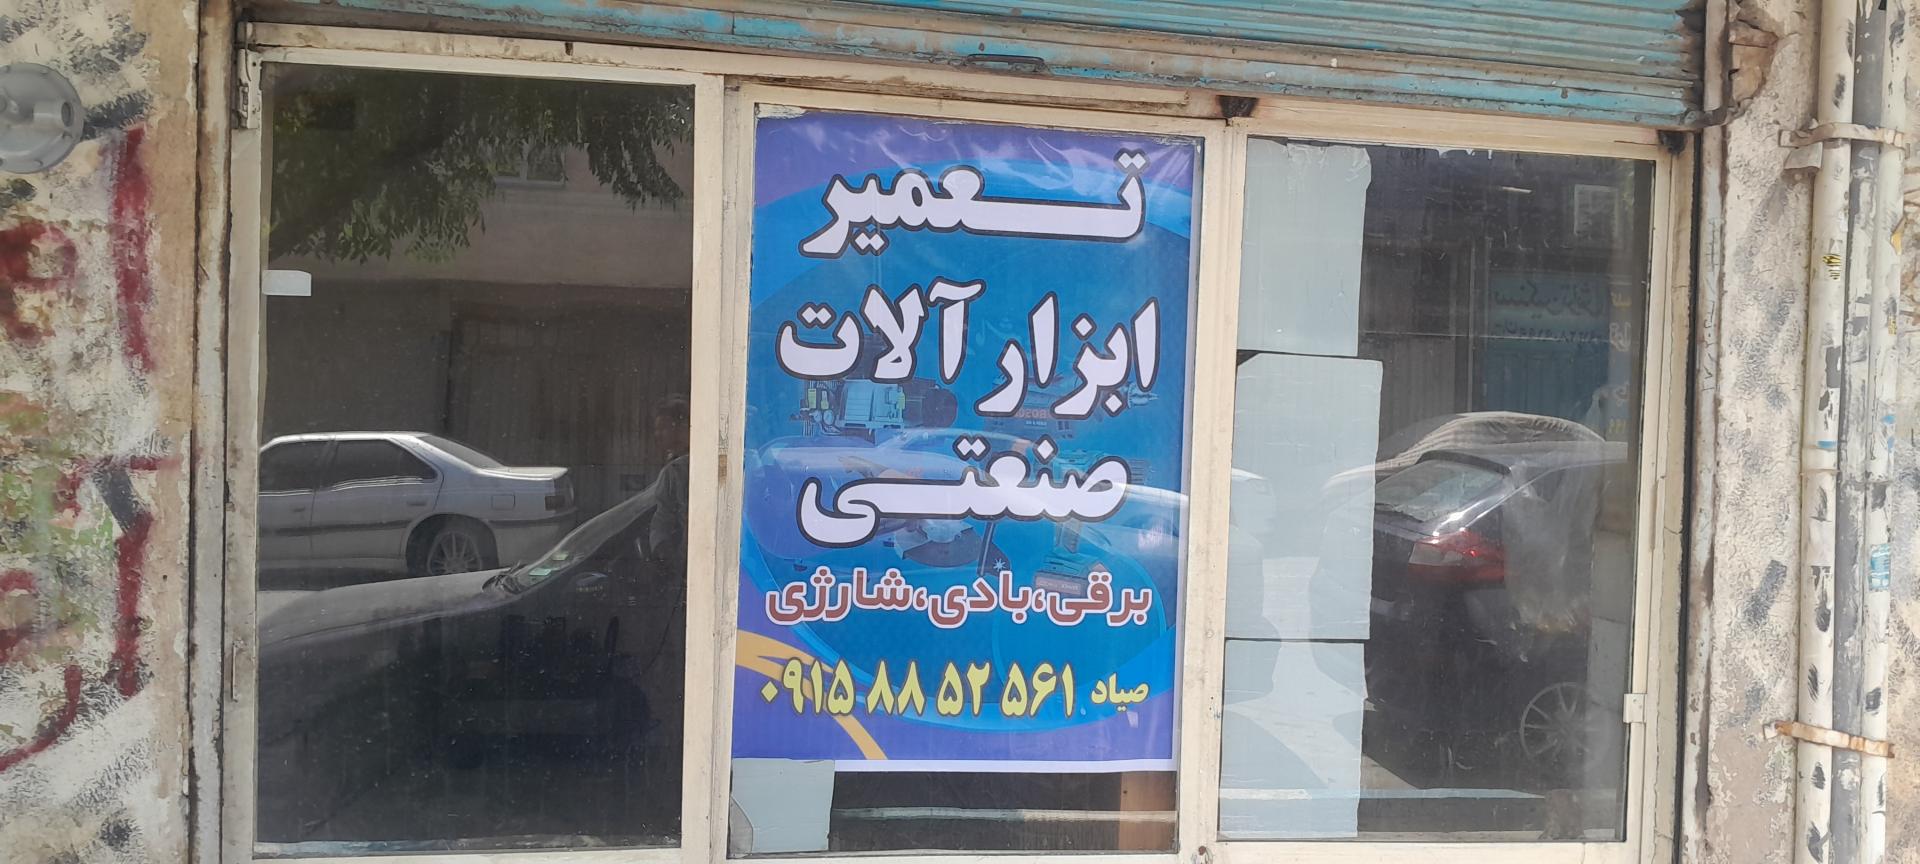 تعمیر
ابزار آلات
صنعتی
برقی،بادی،شارژی
صیاد ۰۹۱۵ ۸۸ ۵۲ ۵۶۱